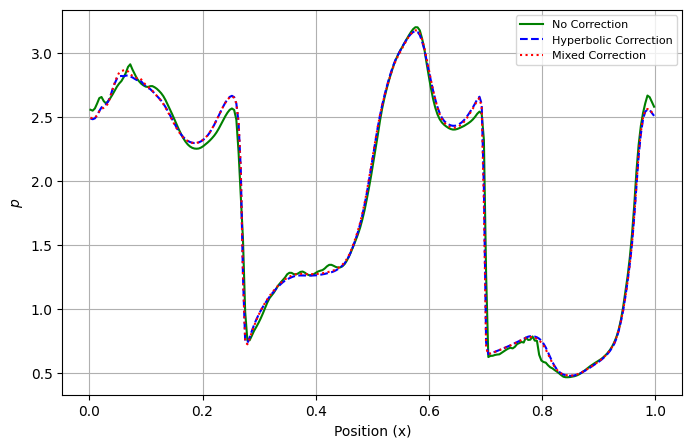 No Correction
Hyperbolic Correction
Mixed Correction
3.0
2.5
2.0
1.5
1.0
0.5
p
0.0 0.2 0.4 0.6 0.8 1.0
Position (x)